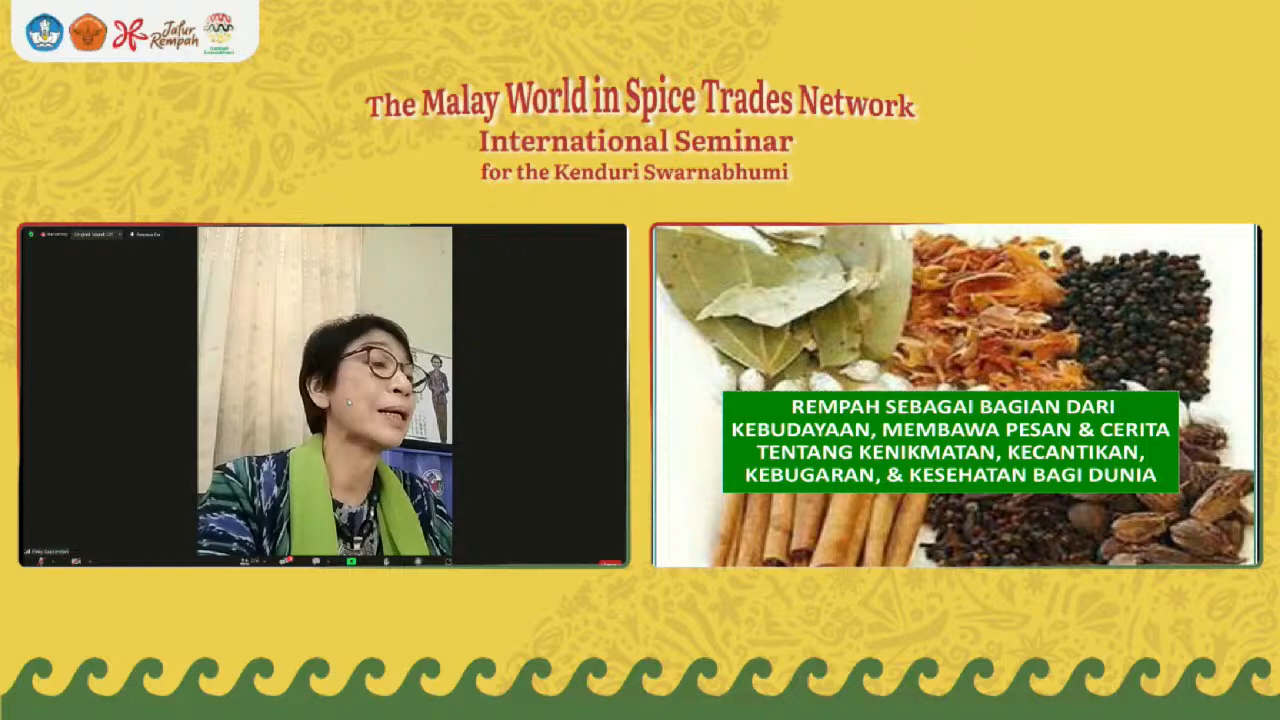 Jalur
Rempah
The Malay World in Spice Trades Network
International Seminar
for the Kenduri Swarnabhumi
REMPAH SEBAGAI BAGIAN DARI
KEBUDAYAAN, MEMBAWA PESAN & CERITA
TENTANG KENIKMATAN, KECANTIKAN,
KEBUGARAN, & KESEHATAN BAGI DUNIA